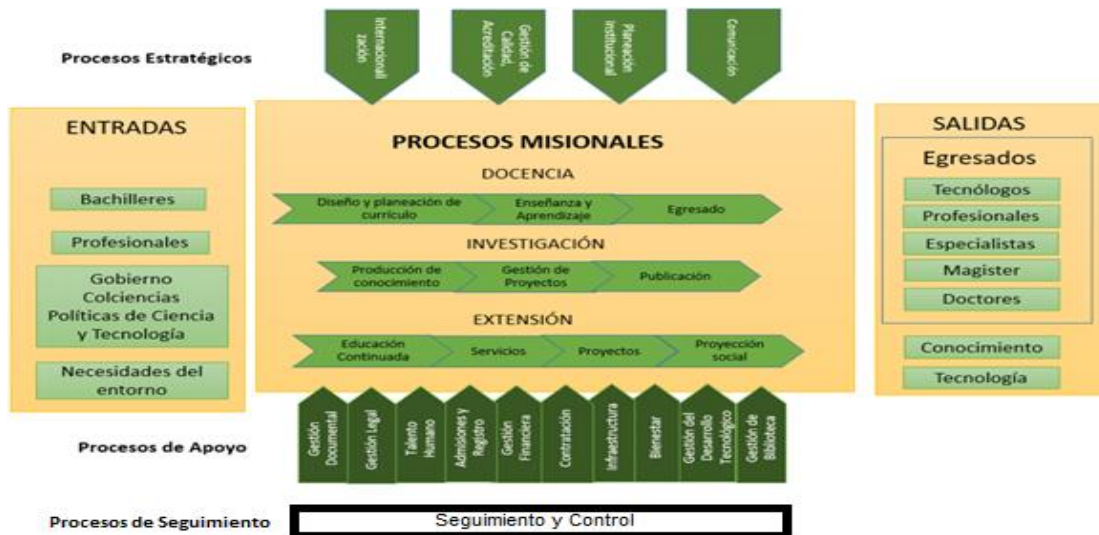 Procesos Estratégicos
Internacionali
zación
Gestión de
Calidad,
Acreditación
Planeación
institucional
Comunicación
ENTRADAS
Bachilleres
Profesionales
Gobierno
Colciencias
Políticas de Ciencia
y Tecnología
Necesidades del
entorno
PROCESOS MISIONALES
DOCENCIA
Diseño y planeación de
currículo
Enseñanza y
Aprendizaje
Egresado
INVESTIGACIÓN
Producción de
conocimiento
Gestión de
Proyectos
Publicación
EXTENSIÓN
Educación
Continuada
Servicios
Proyectos
Proyección
social
SALIDAS
Egresados
Tecnólogos
Profesionales
Especialistas
Magister
Doctores
Conocimiento
Tecnología
Procesos de Apoyo
Gestión
Documental
Gestión Legal
Talento
Humano
Admisiones y
Registro
Gestión
Financiera
Contratación
Infraestructura
Bienestar
Gestión del
Desarrollo
Tecnológico
Gestión de
Biblioteca
Procesos de Seguimiento
Seguimiento y Control